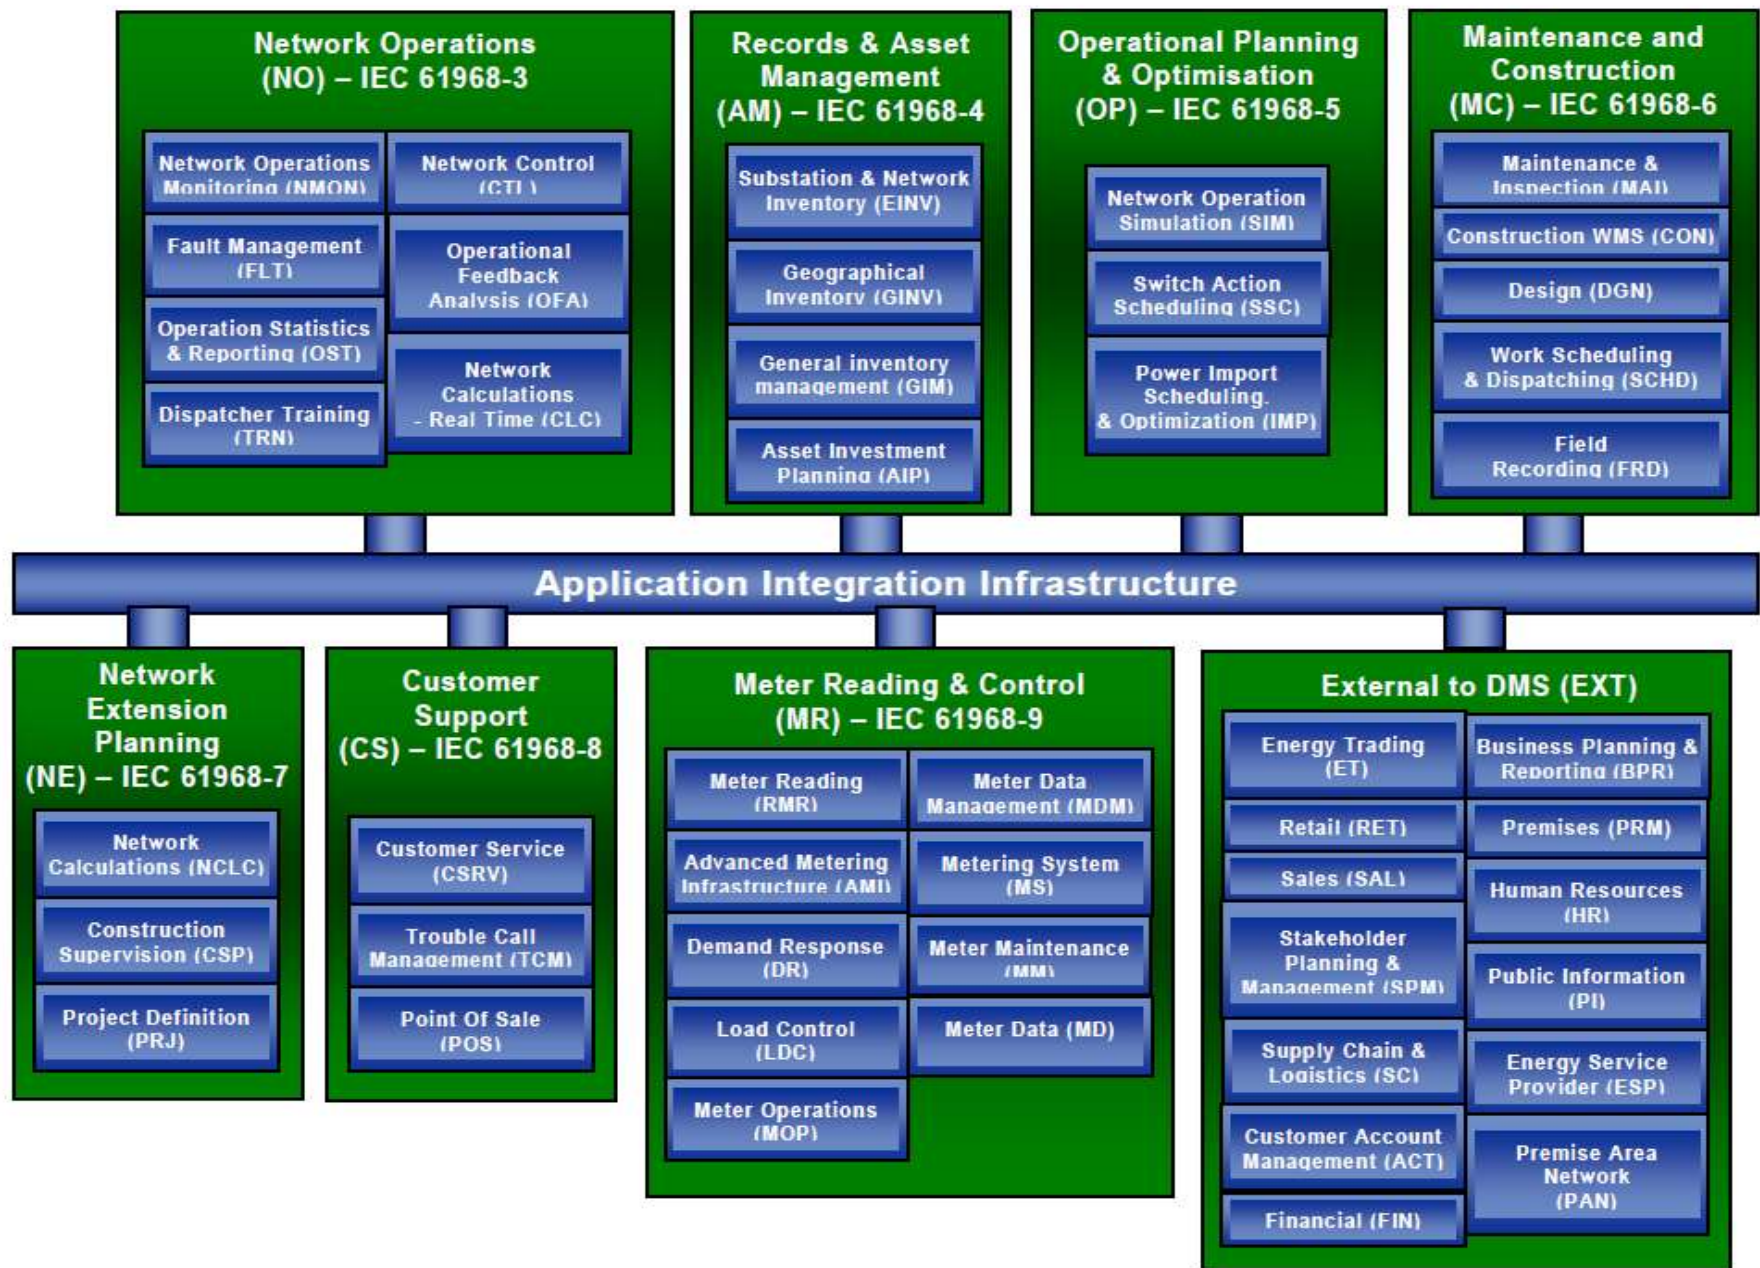 Network Operations
(NO) – IEC 61968-3
Network Operations
Monitoring (NMON)
Fault Management
(FLT)
Operation Statistics
& Reporting (OST)
Dispatcher Training
(TRN)
Network Control
(CTL)
Operational
Feedback
Analysis (OFA)
Network
Calculations
- Real Time (CLC)
Records & Asset
Management
(AM) – IEC 61968-4
Substation & Network
Inventory (EINV)
Geographical
Inventory (GINV)
General inventory
management (GIM)
Asset Investment
Planning (AIP)
Operational Planning
& Optimisation
(OP) – IEC 61968-5
Network Operation
Simulation (SIM)
Switch Action
Scheduling (SSC)
Power Import
Scheduling.
& Optimization (IMP)
Maintenance and
Construction
(MC) – IEC 61968-6
Maintenance &
Inspection (MAI)
Construction WMS (CON)
Design (DGN)
Work Scheduling
& Dispatching (SCHD)
Field
Recording (FRD)
Application Integration Infrastructure
Network
Extension
Planning
(NE) – IEC 61968-7
Network
Calculations (NCLC)
Construction
Supervision (CSP)
Project Definition
(PRJ)
Customer
Support
(CS) – IEC 61968-8
Customer Service
(CSRV)
Trouble Call
Management (TCM)
Point Of Sale
(POS)
Meter Reading & Control
(MR) – IEC 61968-9
Meter Reading
(RMR)
Advanced Metering
Infrastructure (AMI)
Demand Response
(DR)
Load Control
(LDC)
Meter Operations
(MOP)
Meter Data
Management (MDM)
Metering System
(MS)
Meter Maintenance
(MM)
Meter Data (MD)
External to DMS (EXT)
Energy Trading
(ET)
Retail (RET)
Sales (SAL)
Stakeholder
Planning &
Management (SPM)
Supply Chain &
Logistics (SC)
Customer Account
Management (ACT)
Financial (FIN)
Business Planning &
Reporting (BPR)
Premises (PRM)
Human Resources
(HR)
Public Information
(PI)
Energy Service
Provider (ESP)
Premise Area
Network
(PAN)